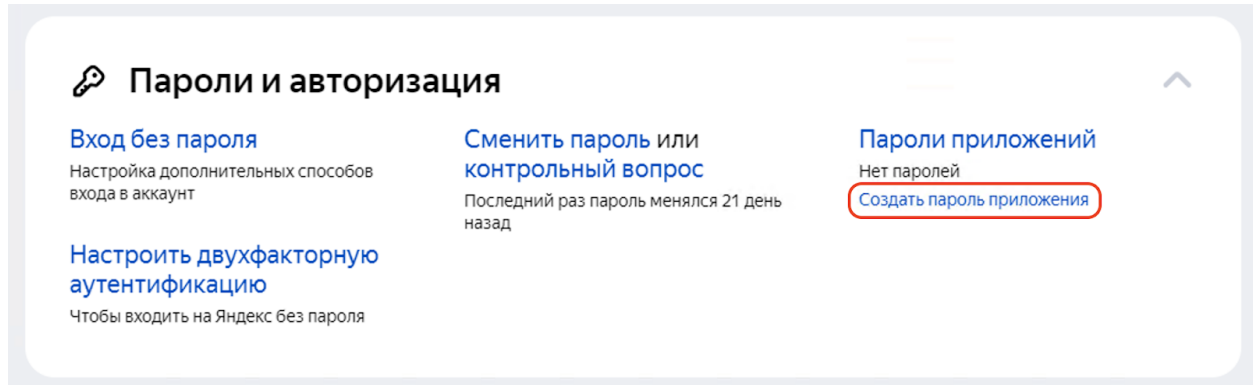 Пароли и авторизация
Вход без пароля
Настройка дополнительных способов
входа в аккаунт
Сменить пароль или
контрольный вопрос
Последний раз пароль менялся 21 день
назад
Пароли приложений
Нет паролей
Создать пароль приложения
Настроить двухфакторную
аутентификацию
Чтобы входить на Яндекс без пароля